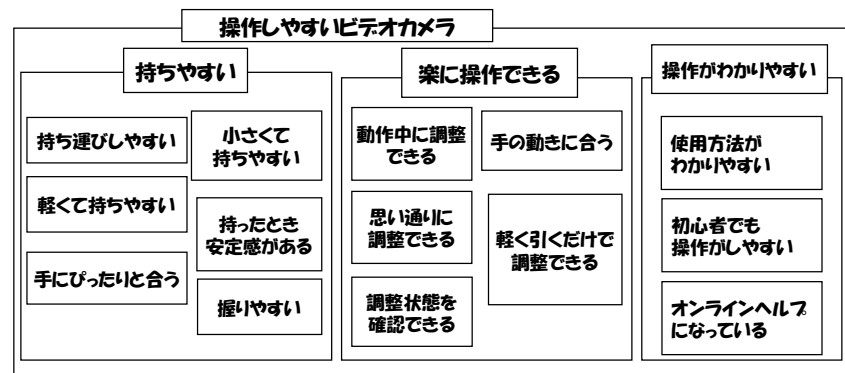 操作しやすいビデオカメラ
持ちやすい
持ち運びしやすい
小さくて
持ちやすい
軽くて持ちやすい
持ったとき
安定感がある
手にぴったりと合う
握りやすい
楽に操作できる
動作中に調整
できる
手の動きに合う
思い通りに
調整できる
軽く引くだけで
調整できる
調整状態を
確認できる
操作がわかりやすい
使用方法が
わかりやすい
初心者でも
操作がしやすい
オンラインヘルプ
になっている